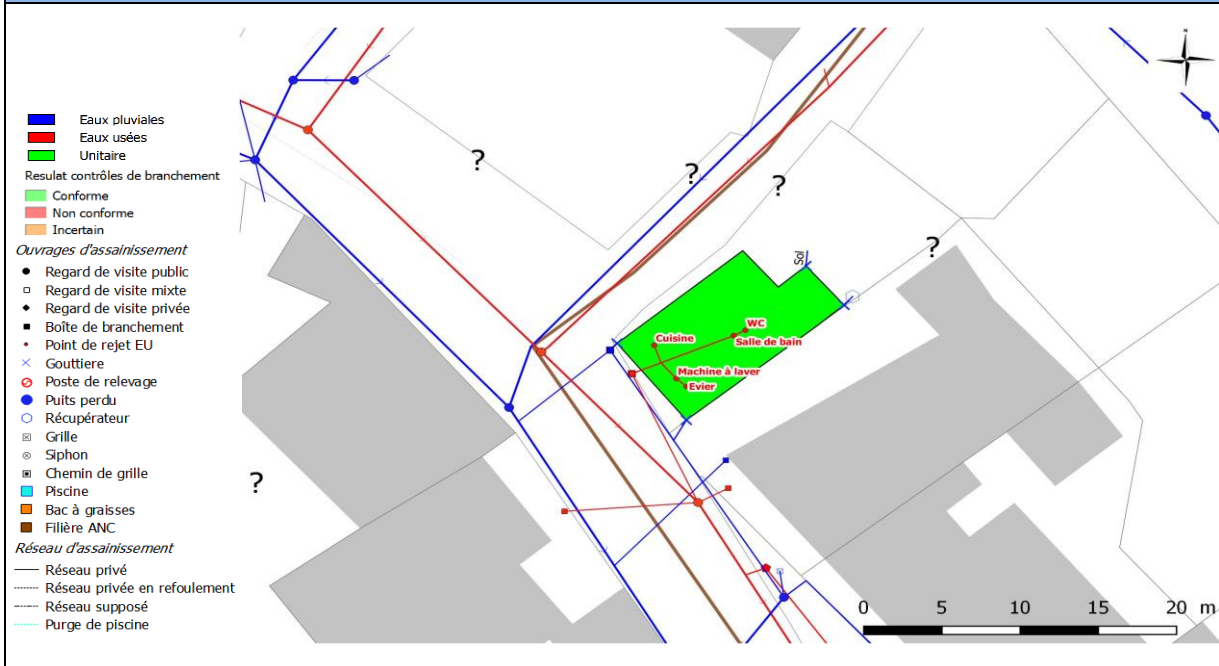 N
Eaux pluviales
Eaux usées
Unitaire
Resulat contrôles de branchement
Conforme
Non conforme
Incertain
Ouvrages d'assainissement
Regard de visite public
Regard de visite mixte
Regard de visite privée
Boîte de branchement
Point de rejet EU
Gouttiere
Poste de relevage
Puits perdu
Récupérateur
Grille
Siphon
Chemin de grille
Piscine
Bac à graisses
Filière ANC
Réseau d'assainissement
Réseau privé
Réseau privée en refoulement
Réseau supposé
Purge de piscine
?
?
?
?
?
Sol
WC
Cuisine
Salle de bain
Machine à laver
Evier
0 5 10 15 20 m